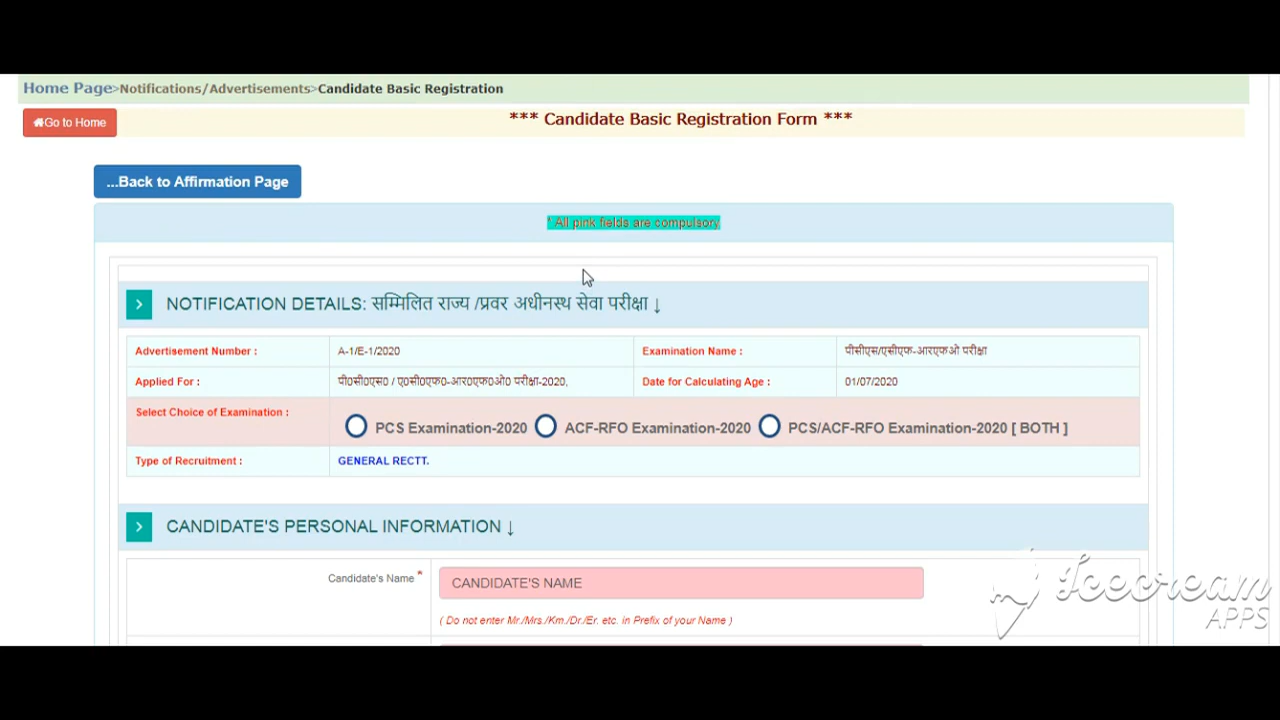 Home Page>Notifications/Advertisements>Candidate Basic Registration
Go to Home
*** Candidate Basic Registration Form ***
...Back to Affirmation Page
* All pink fields are compulsory.
> NOTIFICATION DETAILS: सम्मिलित राज्य /प्रवर अधीनस्थ सेवा परीक्षा ↓
Advertisement Number : A-1/E-1/2020 Examination Name : पीसीएस/एसीएफ-आरएफओ परीक्षा
Applied For : पी0सी0एस0 / ए0सी0एफ0-आर0एफ0ओ0 परीक्षा-2020, Date for Calculating Age : 01/07/2020
Select Choice of Examination : PCS Examination-2020 ACF-RFO Examination-2020 PCS/ACF-RFO Examination-2020 [ BOTH ]
Type of Recruitment : GENERAL RECTT.
> CANDIDATE'S PERSONAL INFORMATION ↓
Candidate's Name * CANDIDATE'S NAME
( Do not enter Mr./Mrs./Km./Dr./Er. etc. in Prefix of your Name )
Icecream
APPS